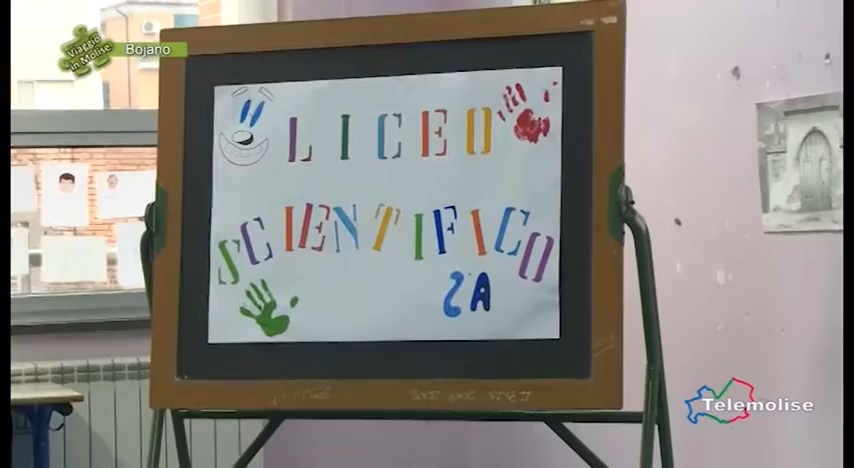 Viaggio
in Molise
Bojano
LICEO
SCIENTIFICO
2A
Telemolise